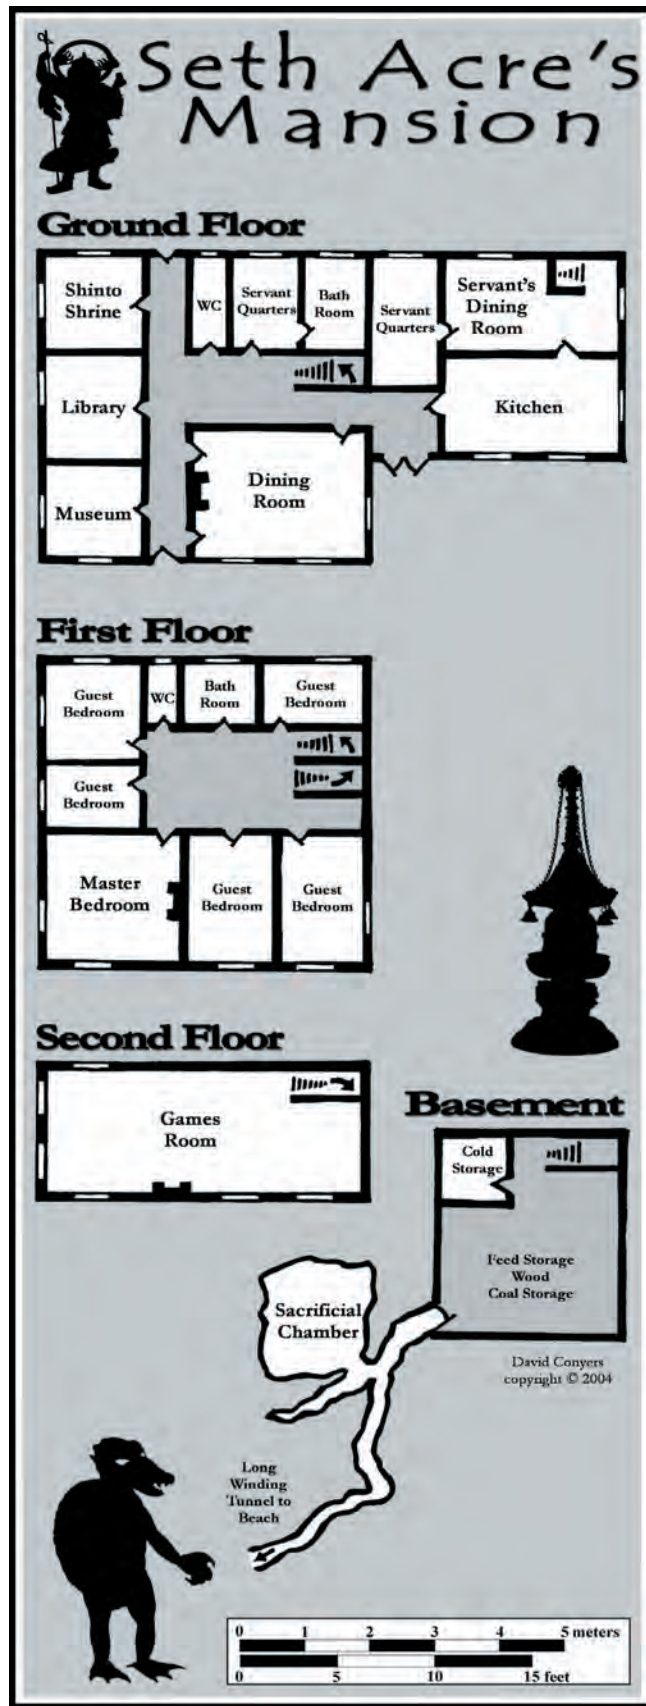 Seth Acre's
Mansion
Ground Floor
Shinto
Shrine
WC
Servant
Quarters
Bath
Room
Servant
Quarters
Servant's
Dining
Room
Library
Kitchen
Museum
Dining
Room
First Floor
Guest
Bedroom
WC
Bath
Room
Guest
Bedroom
Guest
Bedroom
Master
Bedroom
Guest
Bedroom
Guest
Bedroom
Second Floor
Games
Room
Basement
Cold
Storage
Feed Storage
Wood
Coal Storage
Sacrificial
Chamber
David Conyers
copyright © 2004
Long
Winding
Tunnel to
Beach
0 1 2 3 4 5 meters
0 5 10 15 feet